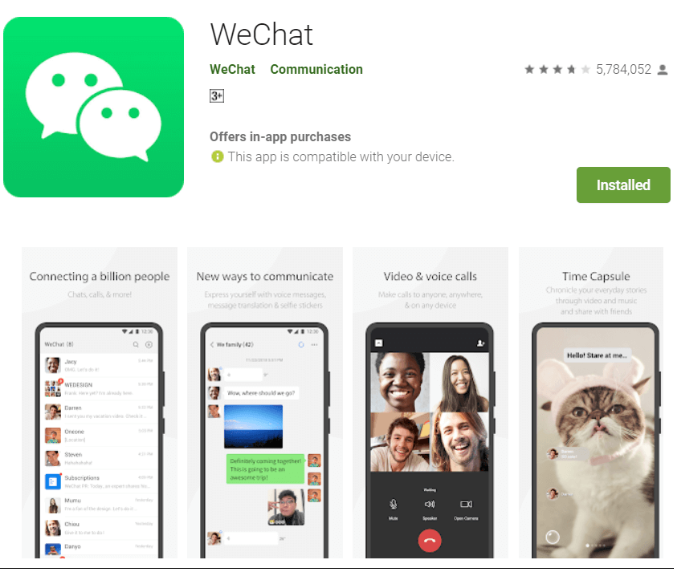 WeChat
WeChat Communication
5,784,052
3+
Offers in-app purchases
This app is compatible with your device.
Installed
Connecting a billion people
Chats, calls, & more!
New ways to communicate
Express yourself with voice messages,
message translation & selfie stickers
Video & voice calls
Make calls to anyone, anywhere,
& on any device
Time Capsule
Chronicle your everyday stories
through video and music
and share with friends
WeChat (8)
Joey
WEDESIGN
Darren
Onione
Steven
Subscriptions
Mumu
Chiau
Danyo
We family (42)
Wow, where should we go?
Definitely coming together!
This is going to be an
awesome trip!
Waiting
Mute
Speaker
Open Camera
Hello! Stare at me...